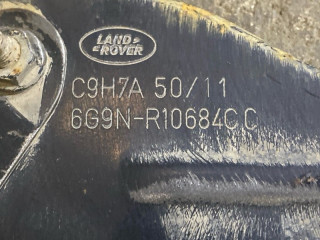 LAND
ROVER
C9H7A 50/11
6G9N-R10684CC